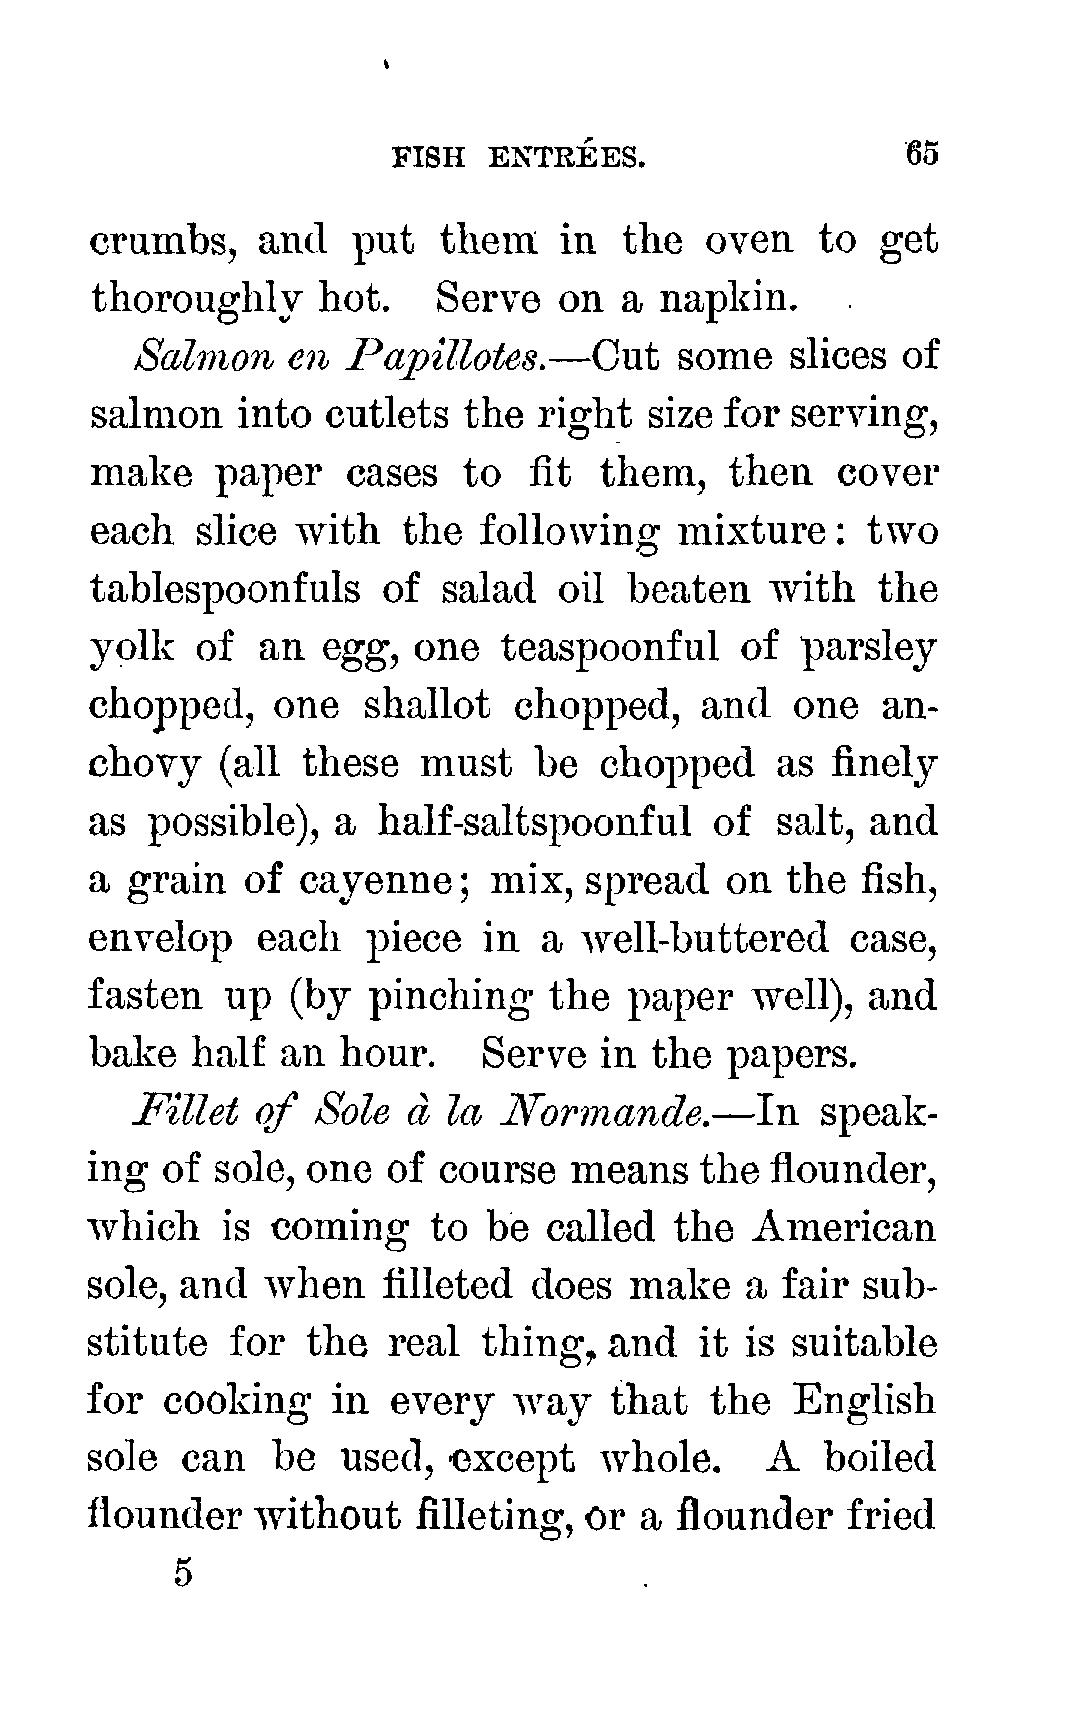 FISH ENTRÉES. 65
crumbs, and put them in the oven to get
thoroughly hot. Serve on a napkin.
Salmon en Papillotes.—Cut some slices of
salmon into cutlets the right size for serving,
make paper cases to fit them, then cover
each slice with the following mixture: two
tablespoonfuls of salad oil beaten with the
yolk of an egg, one teaspoonful of parsley
chopped, one shallot chopped, and one an-
chovy (all these must be chopped as finely
as possible), a half-saltspoonful of salt, and
a grain of cayenne; mix, spread on the fish,
envelop each piece in a well-buttered case,
fasten up (by pinching the paper well), and
bake half an hour. Serve in the papers.
Fillet of Sole à la Normande.—In speak-
ing of sole, one of course means the flounder,
which is coming to be called the American
sole, and when filleted does make a fair sub-
stitute for the real thing, and it is suitable
for cooking in every way that the English
sole can be used, except whole. A boiled
flounder without filleting, or a flounder fried
5